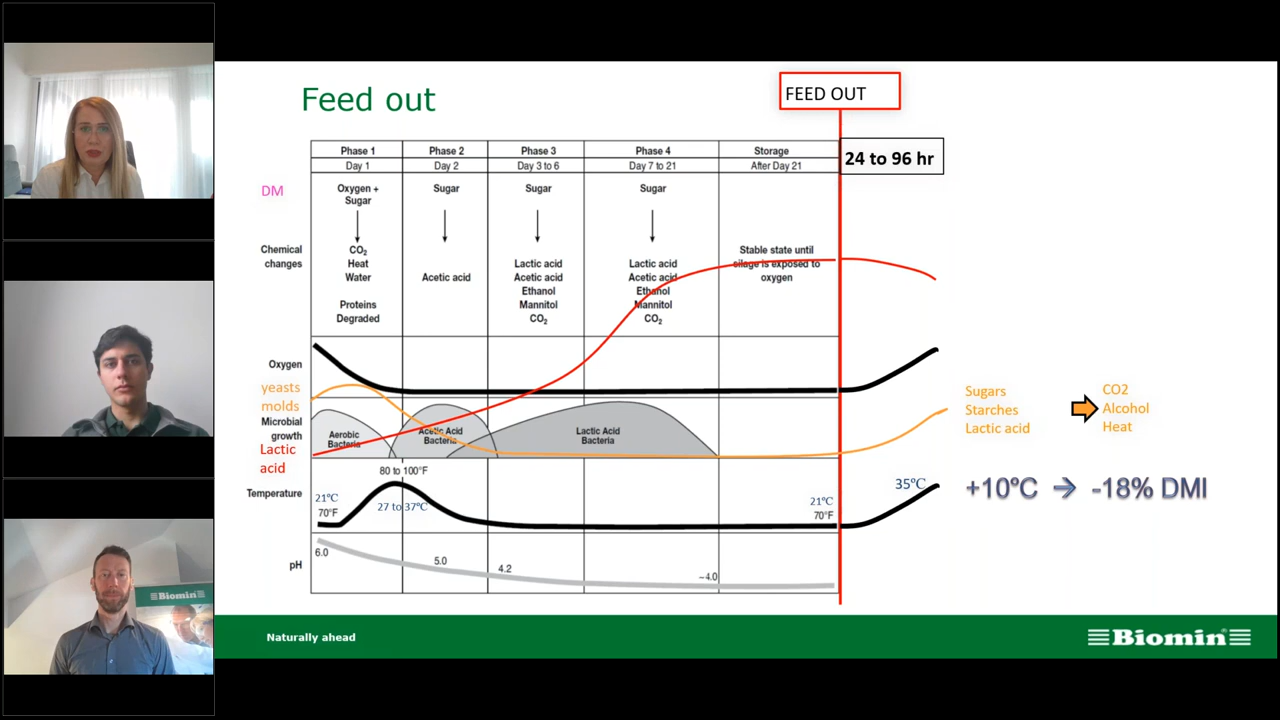 Feed out
FEED OUT
24 to 96 hr
Phase 1
Phase 2
Phase 3
Phase 4
Storage
Day 1
Day 2
Day 3 to 6
Day 7 to 21
After Day 21
DM
Chemical
changes
Oxygen +
Sugar
CO₂
Heat
Water
Proteins
Degraded
Sugar
Acetic acid
Sugar
Lactic acid
Acetic acid
Ethanol
Mannitol
CO₂
Sugar
Lactic acid
Acetic acid
Ethanol
Mannitol
CO₂
Stable state until
silage is exposed to
oxygen
Oxygen
yeasts
molds
Microbial
growth
Lactic
acid
Aerobic
Bacteria
Acetic Acid
Bacteria
Lactic Acid
Bacteria
Sugars
Starches
Lactic acid
CO2
Alcohol
Heat
Temperature
80 to 100°F
21ºC
70°F
27 to 37ºC
21ºC
70°F
35ºC
+10ºC → -18% DMI
pH
6.0
5.0
4.2
~4.0
Naturally ahead
Biomin
Biomin